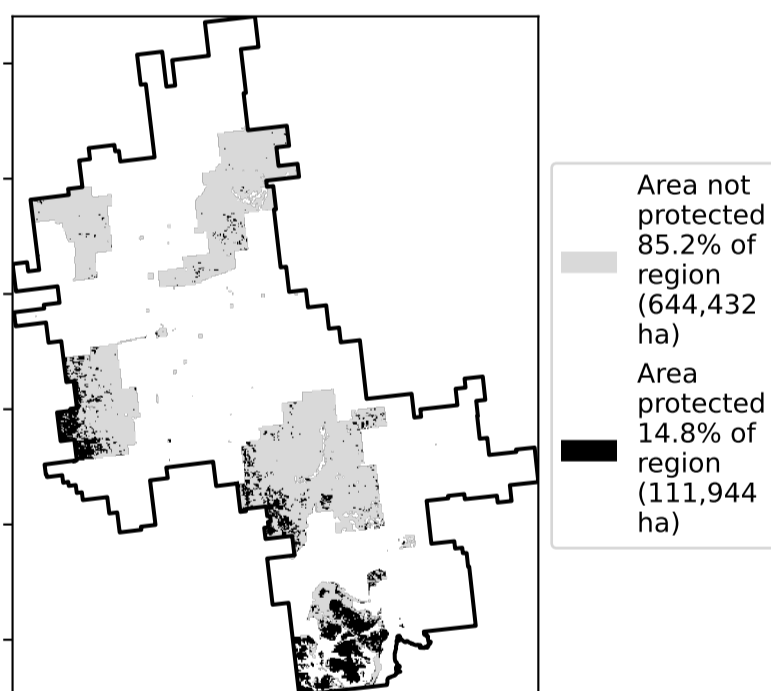 Area not
protected
85.2% of
region
(644,432
ha)
Area
protected
14.8% of
region
(111,944
ha)